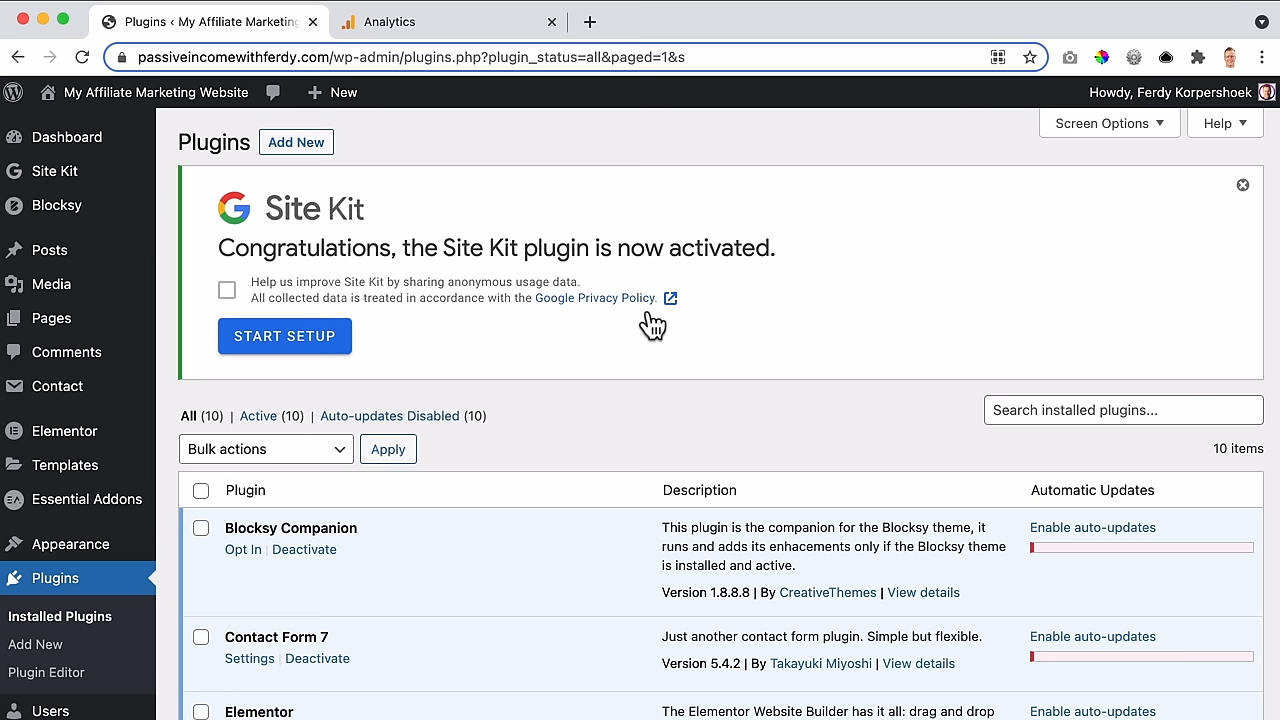 Plugins ‹ My Affiliate Marketing
Analytics
passiveincomewithferdy.com/wp-admin/plugins.php?plugin_status=all&paged=1&s
My Affiliate Marketing Website
New
Howdy, Ferdy Korpershoek
Dashboard
Site Kit
Blocksy
Posts
Media
Pages
Comments
Contact
Elementor
Templates
Essential Addons
Appearance
Plugins
Installed Plugins
Add New
Plugin Editor
Users
Screen Options
Help
Plugins
Add New
Site Kit
Congratulations, the Site Kit plugin is now activated.
Help us improve Site Kit by sharing anonymous usage data.
All collected data is treated in accordance with the Google Privacy Policy.
START SETUP
All (10) | Active (10) | Auto-updates Disabled (10)
Search installed plugins...
Bulk actions
Apply
10 items
Plugin
Description
Automatic Updates
Blocksy Companion
Opt In | Deactivate
This plugin is the companion for the Blocksy theme, it
runs and adds its enhacements only if the Blocksy theme
is installed and active.
Version 1.8.8.8 | By CreativeThemes | View details
Enable auto-updates
Contact Form 7
Settings | Deactivate
Just another contact form plugin. Simple but flexible.
Version 5.4.2 | By Takayuki Miyoshi | View details
Enable auto-updates
Elementor
The Elementor Website Builder has it all: drag and drop
Enable auto-updates